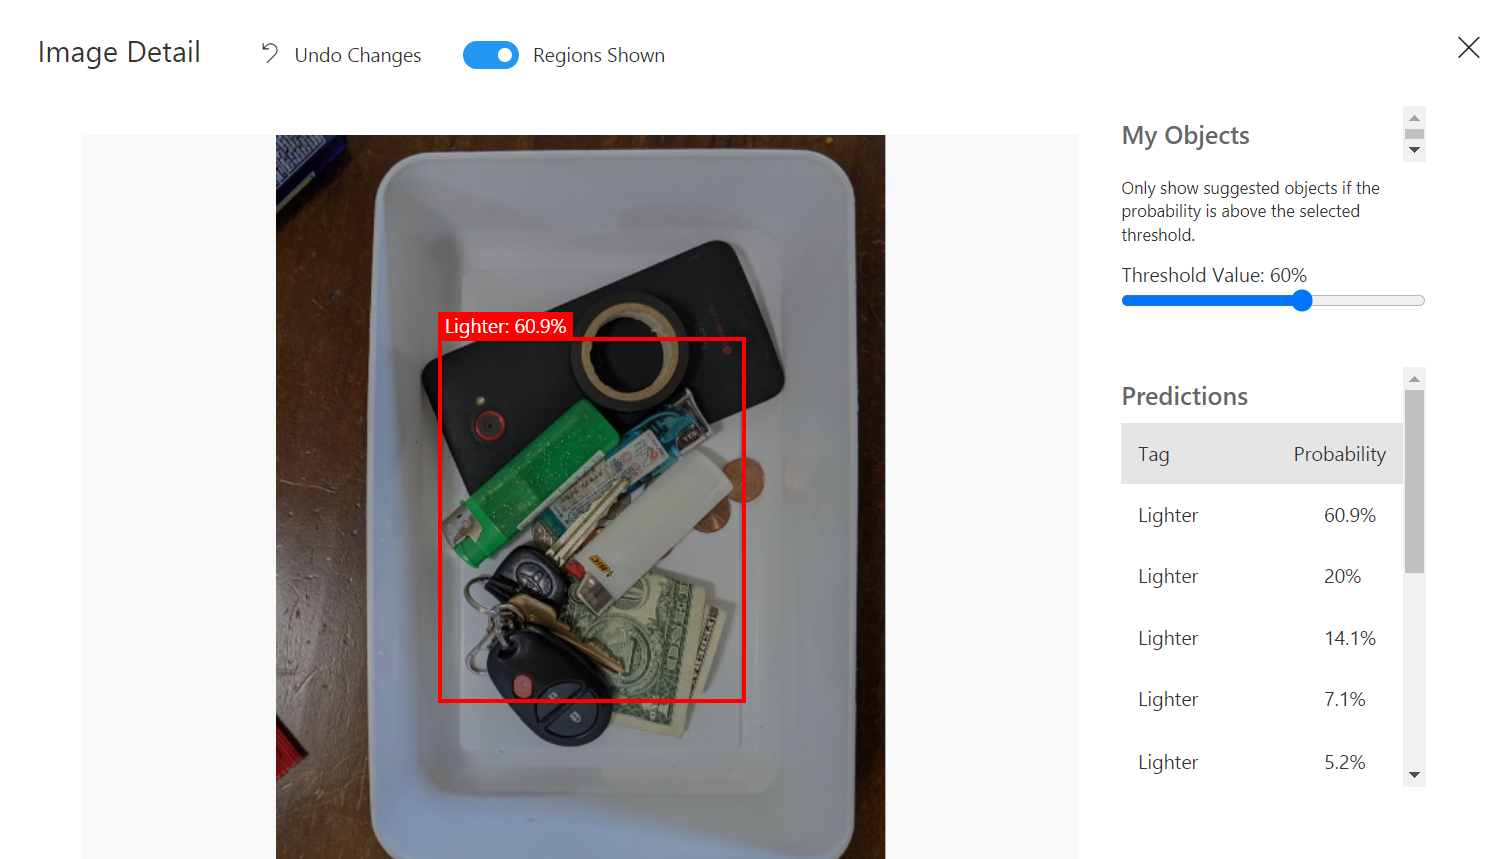 Image Detail
Undo Changes
Regions Shown
My Objects
Only show suggested objects if the
probability is above the selected
threshold.
Threshold Value: 60%
Lighter: 60.9%
BIC
Predictions
Tag Probability
Lighter 60.9%
Lighter 20%
Lighter 14.1%
Lighter 7.1%
Lighter 5.2%